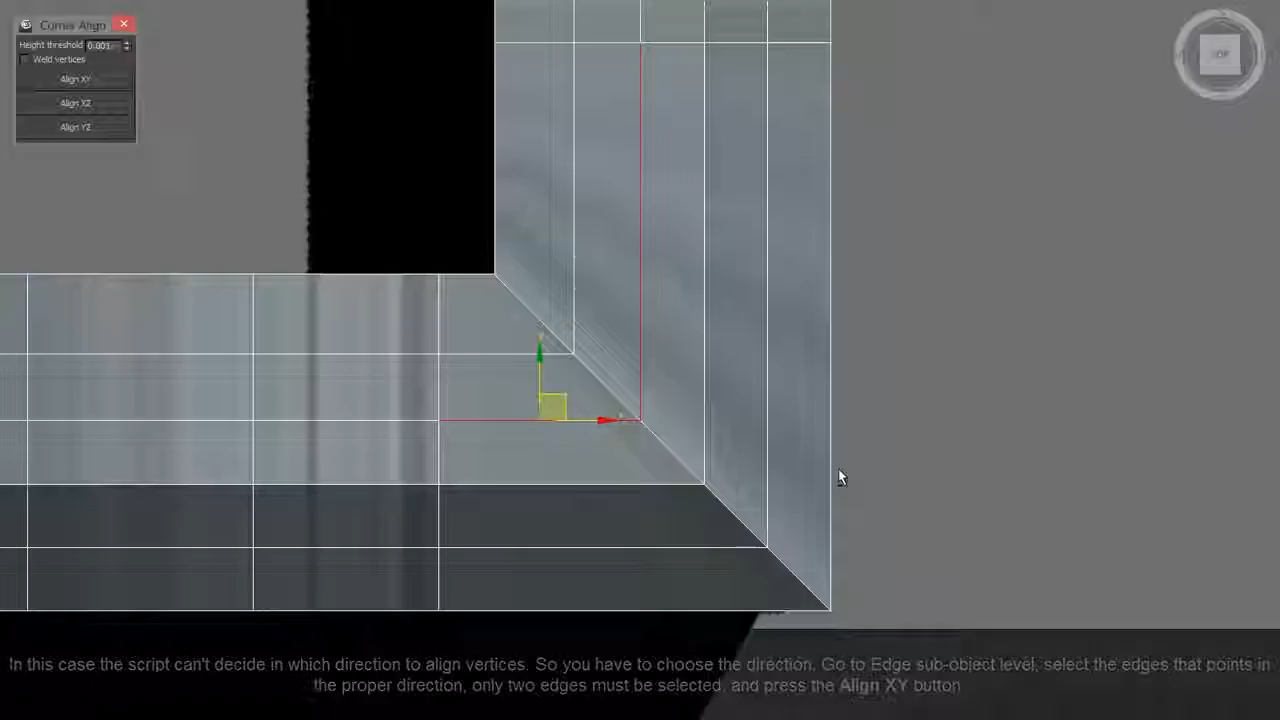 Corner Align
Height threshold 0.001
Weld vertices
Align XY
Align XZ
Align YZ
TOP
In this case the script can't decide in which direction to align vertices. So you have to choose the direction. Go to Edge sub-object level, select the edges that points in
the proper direction, only two edges must be selected, and press the Align XY button